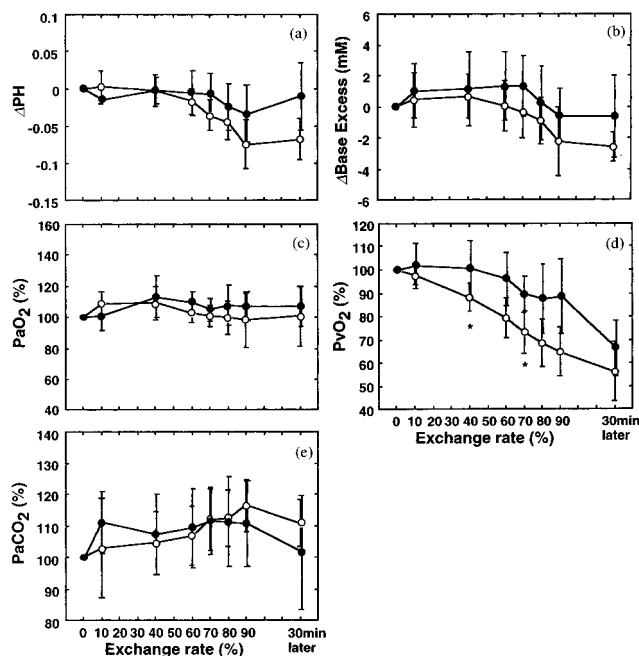 (a)
ΔPH
0.1
0.05
0
-0.05
-0.1
-0.15
(b)
ΔBase Excess (mM)
6
4
2
0
-2
-4
-6
(c)
PaO2 (%)
160
140
120
100
80
60
40
(d)
PvO2 (%)
120
110
100
90
80
70
60
50
40
* *
0 10 20 30 40 50 60 70 80 90 30min
Exchange rate (%) later
(e)
PaCO2 (%)
140
130
120
110
100
90
80
0 10 20 30 40 50 60 70 80 90 30min
Exchange rate (%) later